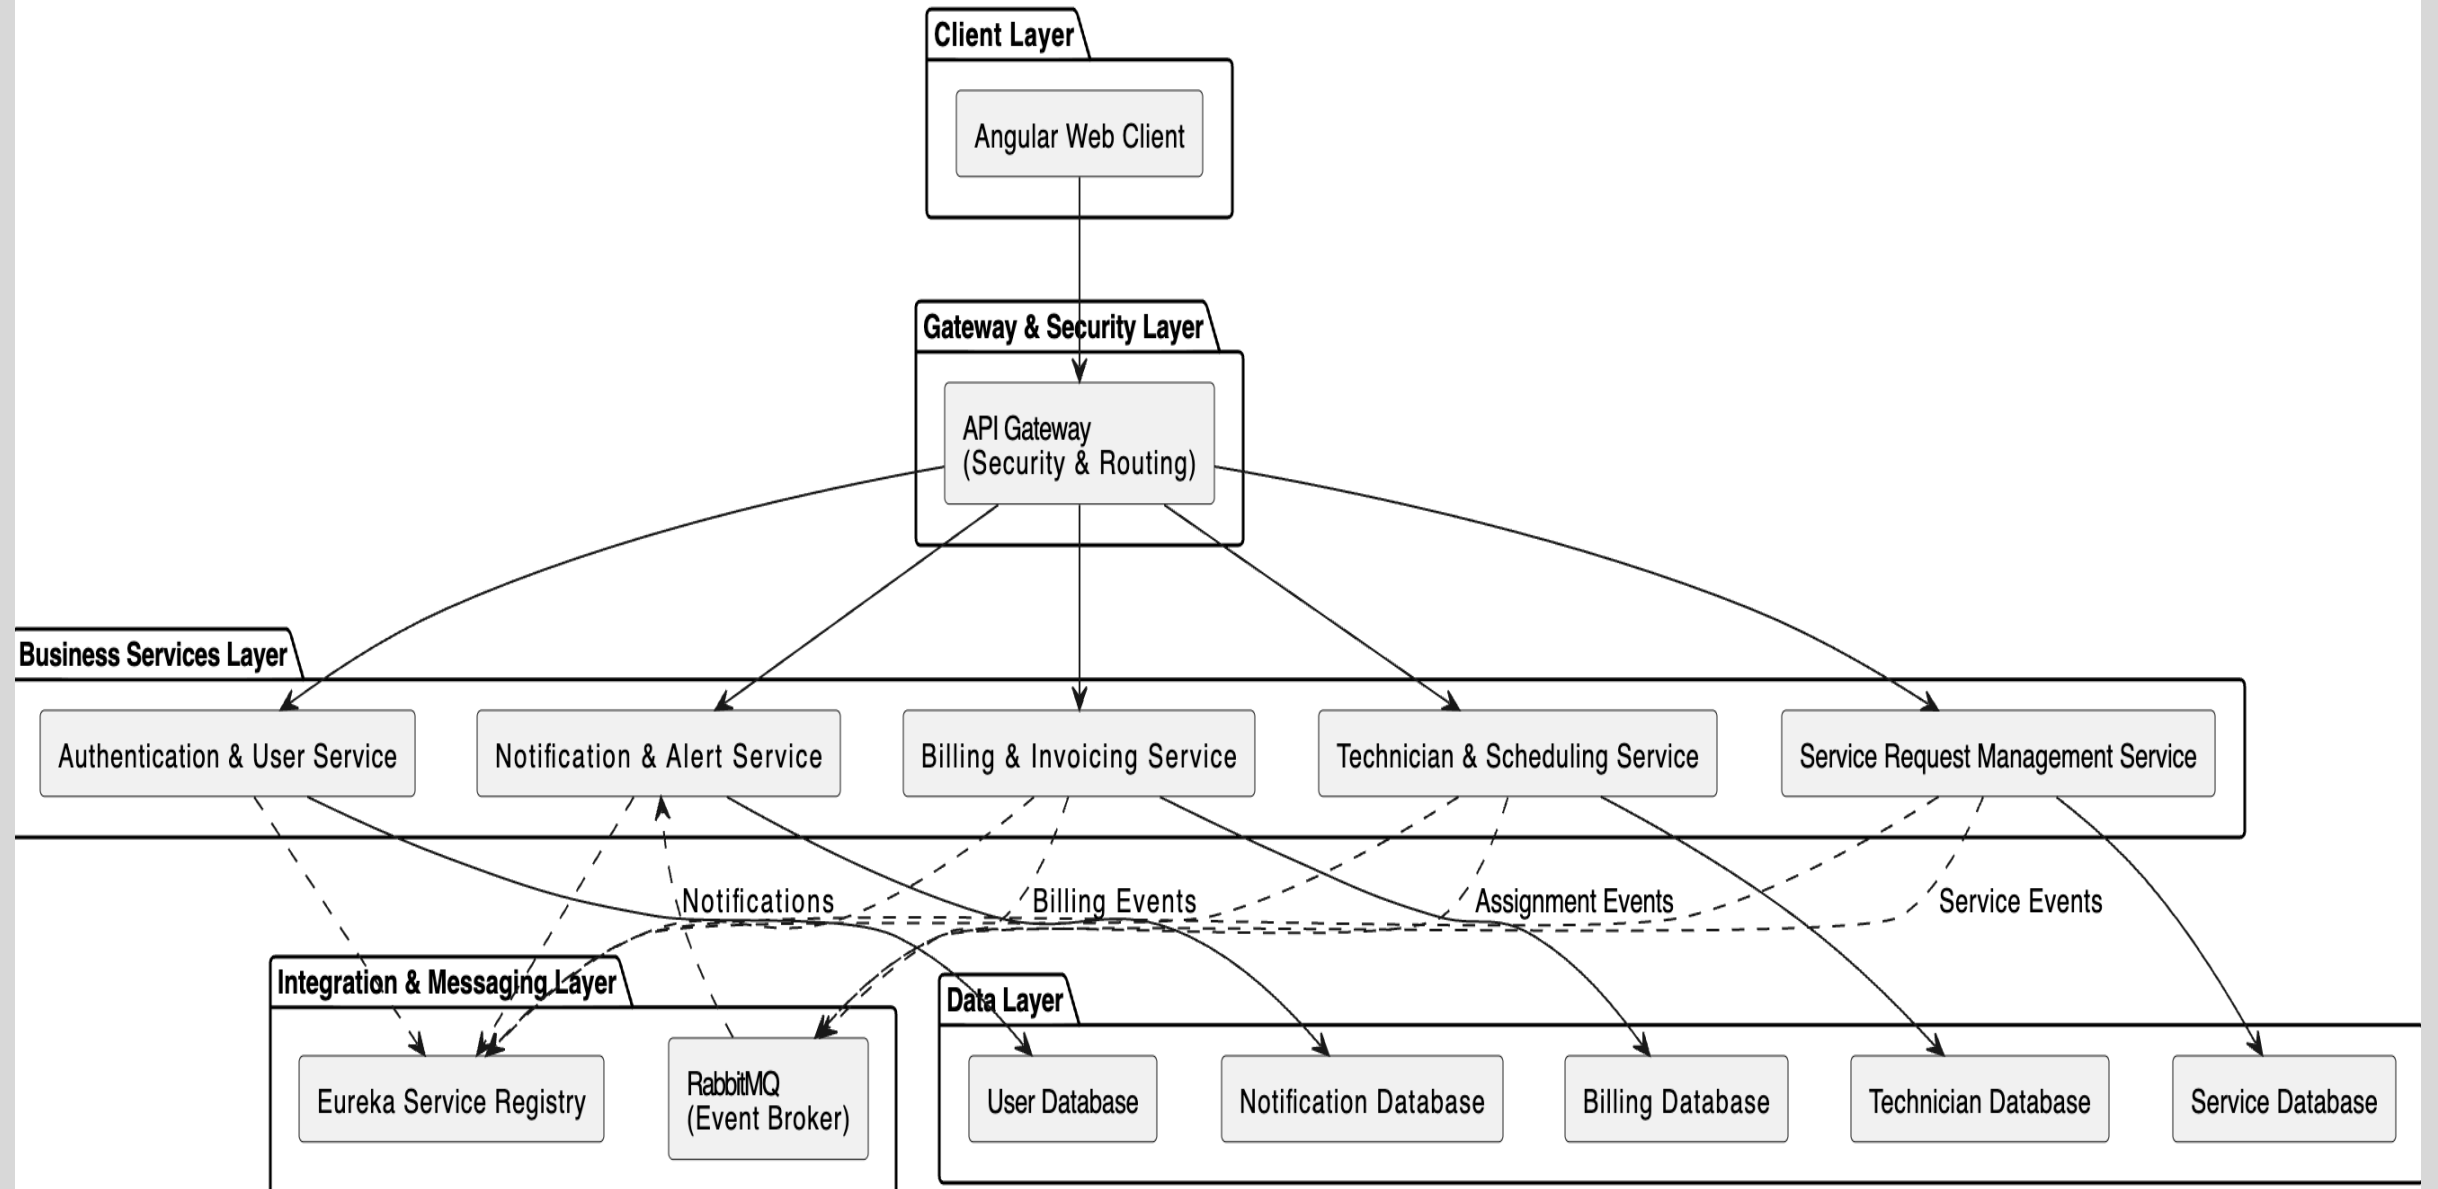 Client Layer
Angular Web Client
Gateway & Security Layer
API Gateway
(Security & Routing)
Business Services Layer
Authentication & User Service
Notification & Alert Service
Billing & Invoicing Service
Technician & Scheduling Service
Service Request Management Service
Notifications
Billing Events
Assignment Events
Service Events
Integration & Messaging Layer
Eureka Service Registry
RabbitMQ
(Event Broker)
Data Layer
User Database
Notification Database
Billing Database
Technician Database
Service Database